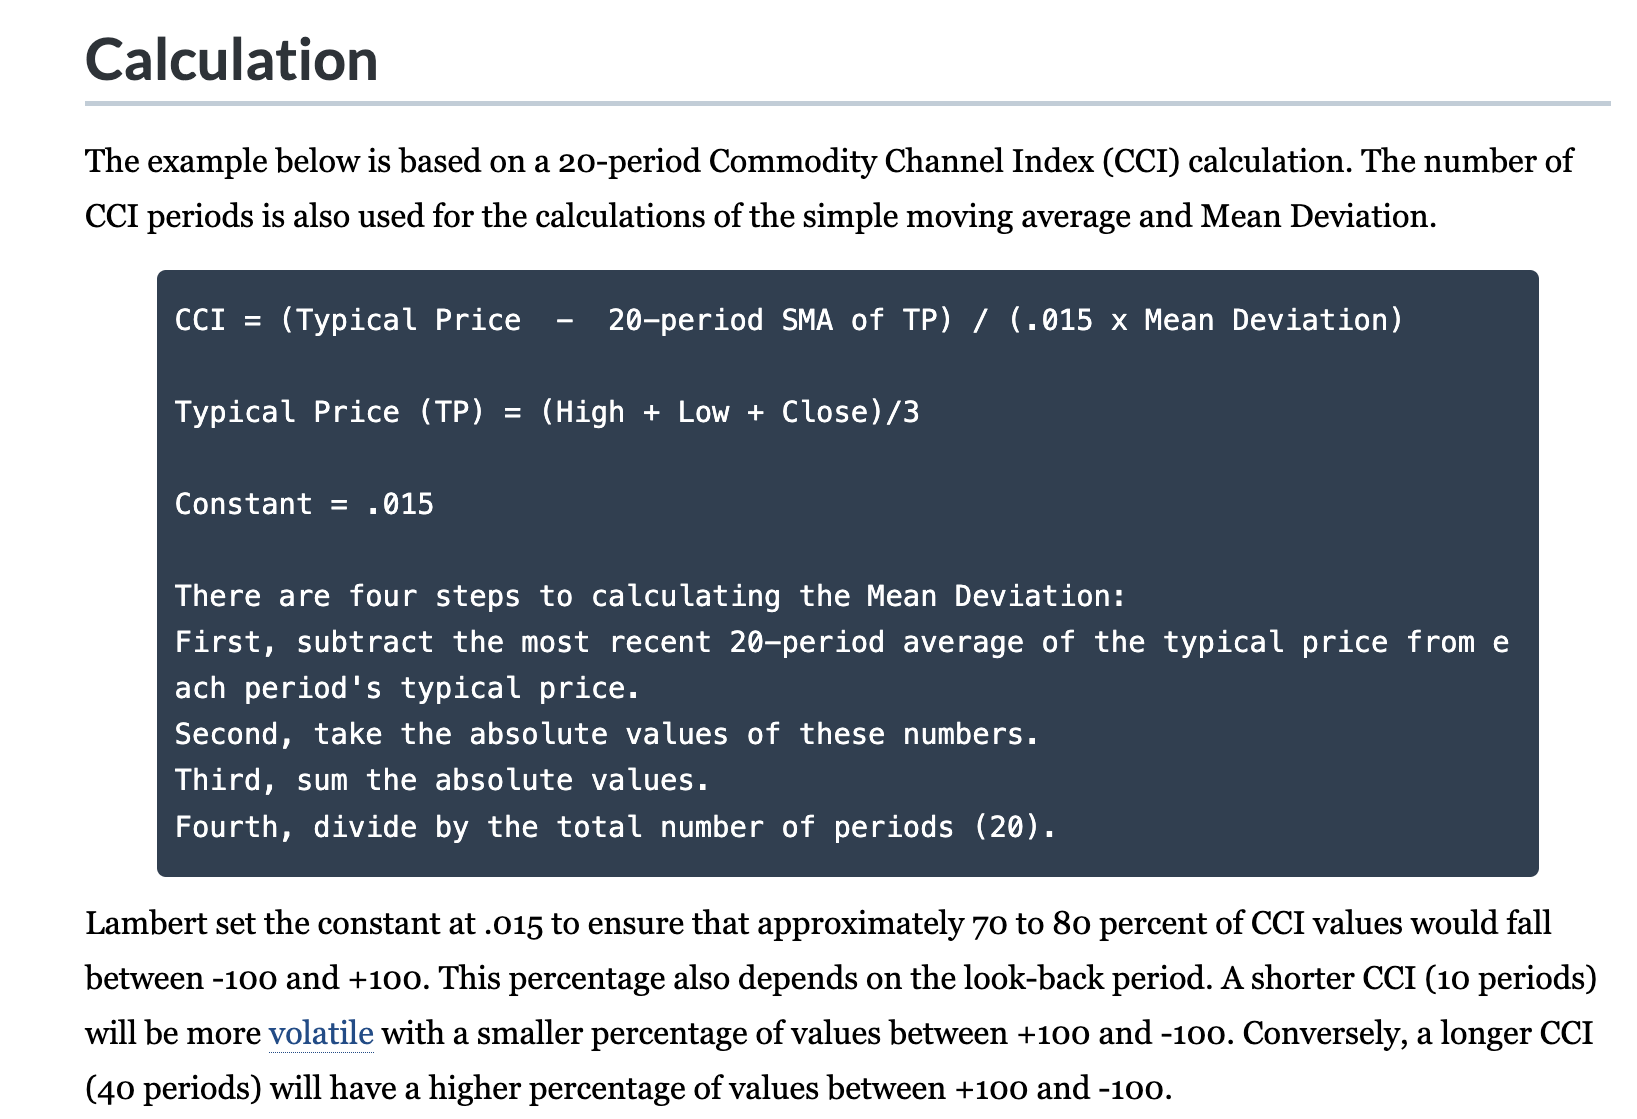 Calculation
The example below is based on a 20-period Commodity Channel Index (CCI) calculation. The number of
CCI periods is also used for the calculations of the simple moving average and Mean Deviation.
CCI = (Typical Price  -  20-period SMA of TP) / (.015 x Mean Deviation)
Typical Price (TP) = (High + Low + Close)/3
Constant = .015
There are four steps to calculating the Mean Deviation:
First, subtract the most recent 20-period average of the typical price from e
ach period's typical price.
Second, take the absolute values of these numbers.
Third, sum the absolute values.
Fourth, divide by the total number of periods (20).
Lambert set the constant at .015 to ensure that approximately 70 to 80 percent of CCI values would fall
between -100 and +100. This percentage also depends on the look-back period. A shorter CCI (10 periods)
will be more volatile with a smaller percentage of values between +100 and -100. Conversely, a longer CCI
(40 periods) will have a higher percentage of values between +100 and -100.